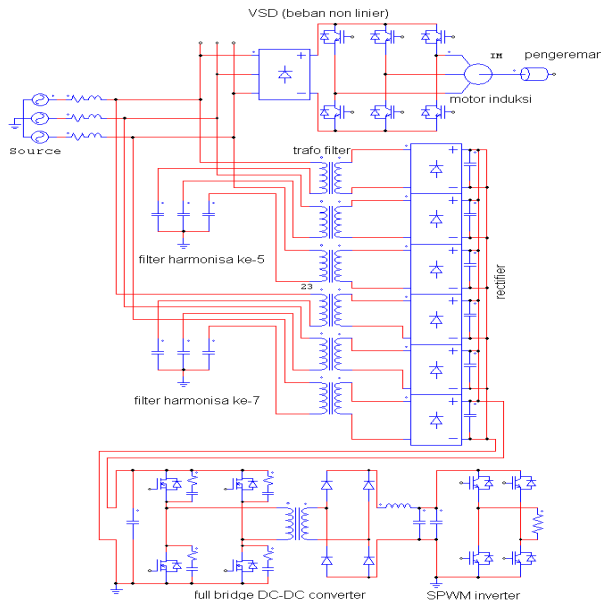 VSD (beban non linier)
IM
pengereman
motor induksi
Source
trafo filter
filter harmonisa ke-5
23
rectifier
filter harmonisa ke-7
full bridge DC-DC converter
SPWM inverter